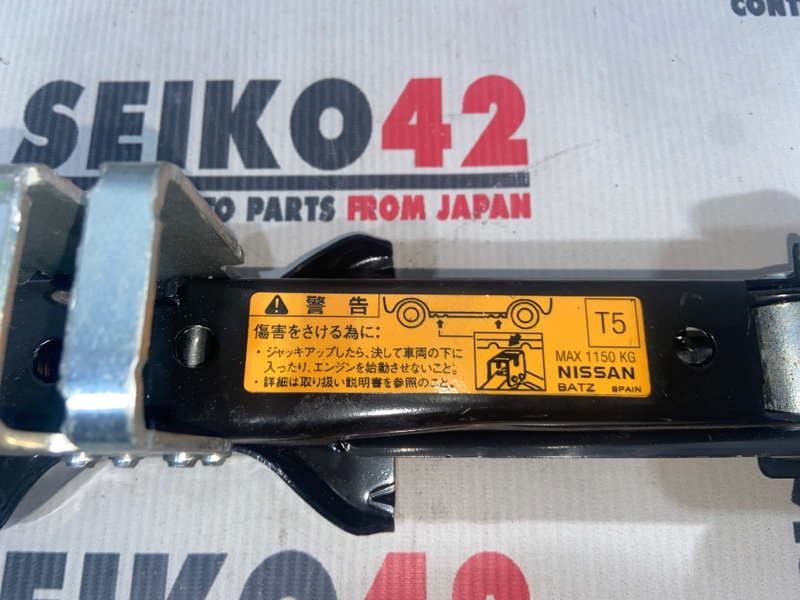 CONT
SEIKO42
TO PARTS FROM JAPAN
警告
傷害をさける為に：
・ジャッキアップしたら、決して車両の下に
入ったり、エンジンを始動させないこと。
・詳細は取り扱い説明書を参照のこと。
T5
MAX 1150 KG
NISSAN
BATZ SPAIN
SEIKO42